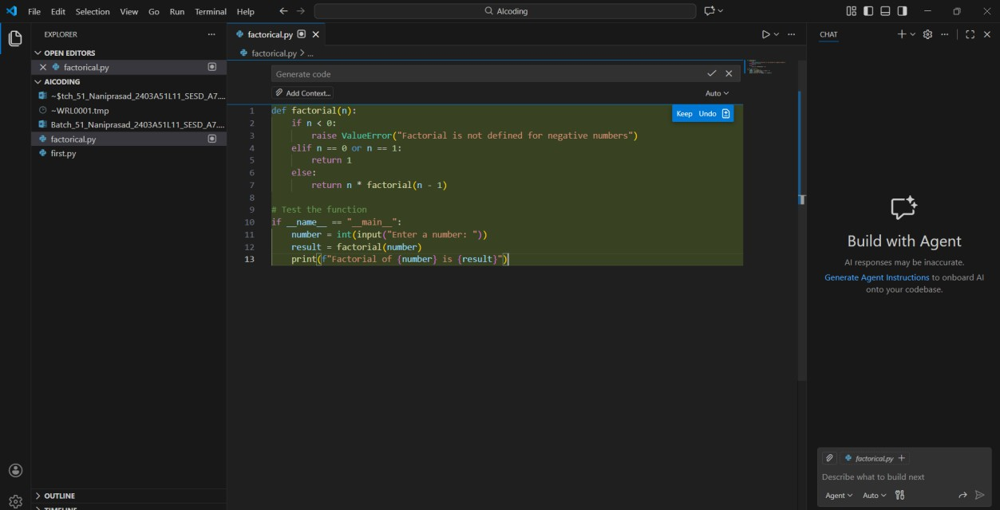 File Edit Selection View Go Run Terminal Help
AIcoding
EXPLORER
OPEN EDITORS
factorical.py
AICODING
~$tch_51_Naniprasad_2403A51L11_SESD_A7....
~WRL0001.tmp
Batch_51_Naniprasad_2403A51L11_SESD_A7....
factorical.py
first.py
OUTLINE
TIMELINE
factorical.py
factorical.py > ...
Generate code
Add Context...
Auto
Keep Undo
1 def factorial(n):
2 if n < 0:
3 raise ValueError("Factorial is not defined for negative numbers")
4 elif n == 0 or n == 1:
5 return 1
6 else:
7 return n * factorial(n - 1)
8
9 # Test the function
10 if __name__ == "__main__":
11 number = int(input("Enter a number: "))
12 result = factorial(number)
13 print(f"Factorial of {number} is {result}")
CHAT
Build with Agent
AI responses may be inaccurate.
Generate Agent Instructions to onboard AI
onto your codebase.
factorical.py
Describe what to build next
Agent Auto